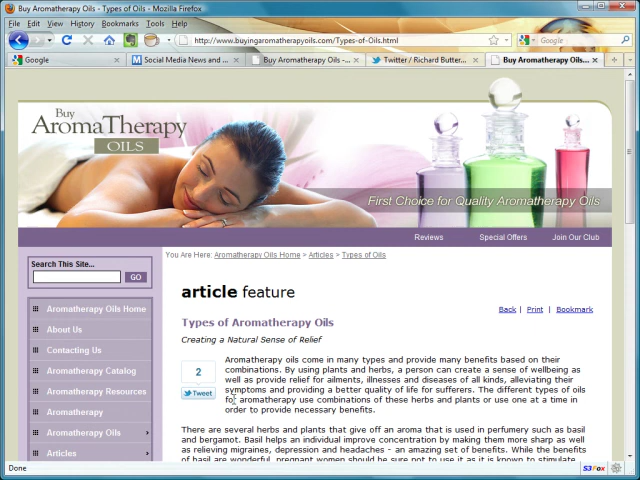 Buy Aromatherapy Oils - Types of Oils - Mozilla Firefox
File Edit View History Bookmarks Tools Help
http://www.buyingaromatherapyoils.com/Types-of-Oils.html
Google
Google
Social Media News and ...
Buy Aromatherapy Oils -...
Twitter / Richard Butter...
Buy Aromatherapy Oils...
Buy
AromaTherapy
OILS
First Choice for Quality Aromatherapy Oils
Reviews Special Offers Join Our Club
Search This Site...
GO
Aromatherapy Oils Home
About Us
Contacting Us
Aromatherapy Catalog
Aromatherapy Resources
Aromatherapy
Aromatherapy Oils
Articles
You Are Here: Aromatherapy Oils Home > Articles > Types of Oils
article feature
Back | Print | Bookmark
Types of Aromatherapy Oils
Creating a Natural Sense of Relief
2
Tweet
Aromatherapy oils come in many types and provide many benefits based on their
combinations. By using plants and herbs, a person can create a sense of wellbeing as
well as provide relief for ailments, illnesses and diseases of all kinds, alleviating their
symptoms and providing a better quality of life for sufferers. The different types of oils
for aromatherapy use combinations of these herbs and plants or use one at a time in
order to provide necessary benefits.
There are several herbs and plants that give off an aroma that is used in perfumery such as basil
and bergamot. Basil helps an individual improve concentration by making them more sharp as well
as relieving migraines, depression and headaches - an amazing set of benefits. While the benefits
of basil are wonderful, pregnant women should be sure not to use it as it is known to stimulate
Done
S3Fox